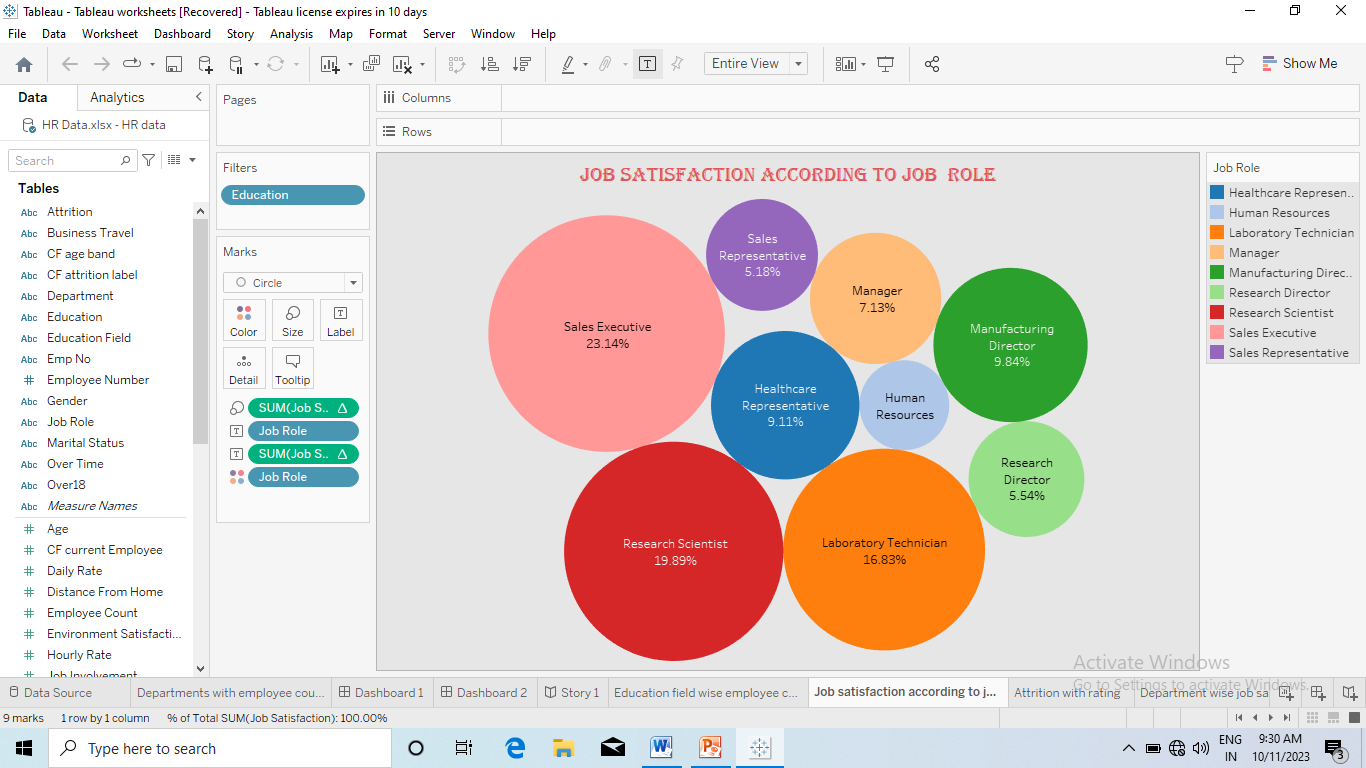 Tableau - Tableau worksheets [Recovered] - Tableau license expires in 10 days
File Data Worksheet Dashboard Story Analysis Map Format Server Window Help
Entire View
Show Me
Data Analytics
HR Data.xlsx - HR data
Search
Tables
Abc Attrition
Abc Business Travel
Abc CF age band
Abc CF attrition label
Abc Department
Abc Education
Abc Education Field
Abc Emp No
# Employee Number
Abc Gender
Abc Job Role
Abc Marital Status
Abc Over Time
Abc Over18
Abc Measure Names
# Age
# CF current Employee
# Daily Rate
# Distance From Home
# Employee Count
# Environment Satisfacti...
# Hourly Rate
# Job Involvement
Pages
Filters
Education
Marks
Circle
Color Size Label
Detail Tooltip
SUM(Job S.. Δ
Job Role
SUM(Job S.. Δ
Job Role
Columns
Rows
JOB SATISFACTION ACCORDING TO JOB ROLE
Sales
Representative
5.18%
Manager
7.13%
Sales Executive
23.14%
Manufacturing
Director
9.84%
Healthcare
Representative
9.11%
Human
Resources
Research
Director
5.54%
Research Scientist
19.89%
Laboratory Technician
16.83%
Job Role
Healthcare Represen..
Human Resources
Laboratory Technician
Manager
Manufacturing Direc..
Research Director
Research Scientist
Sales Executive
Sales Representative
Activate Windows
Go to Settings to activate Windows.
Data Source Departments with employee cou... Dashboard 1 Dashboard 2 Story 1 Education field wise employee c... Job satisfaction according to j... Attrition with rating Department wise job sa
9 marks 1 row by 1 column % of Total SUM(Job Satisfaction): 100.00%
Type here to search
ENG
IN
9:30 AM
10/11/2023
3